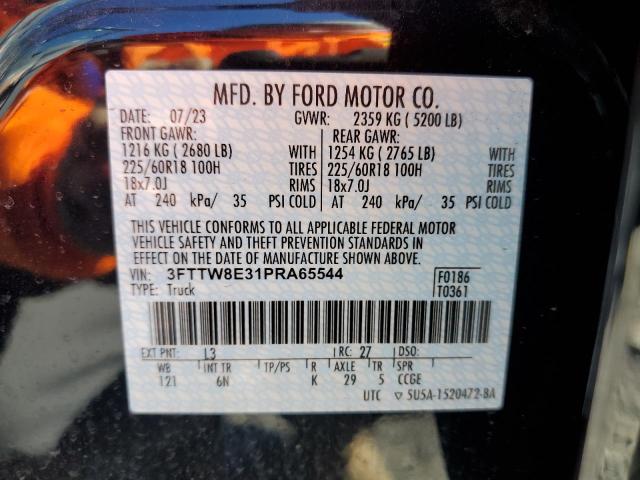 MFD. BY FORD MOTOR CO.
DATE: 07/23 GVWR: 2359 KG ( 5200 LB)
FRONT GAWR: REAR GAWR:
1216 KG ( 2680 LB) WITH 1254 KG ( 2765 LB) WITH
225/60R18 100H TIRES 225/60R18 100H TIRES
18x7.0J RIMS 18x7.0J RIMS
AT 240 kPa/ 35 PSI COLD AT 240 kPa/ 35 PSI COLD
THIS VEHICLE CONFORMS TO ALL APPLICABLE FEDERAL MOTOR
VEHICLE SAFETY AND THEFT PREVENTION STANDARDS IN
EFFECT ON THE DATE OF MANUFACTURE SHOWN ABOVE.
VIN: 3FTTW8E31PRA65544 F0186
TYPE: Truck T0361
EXT PNT: L3 RC: 27 DSO:
WB INT TR TP/PS R AXLE TR SPR
121 6N K 29 5 CCGE
UTC ▽ 5U5A-1520472-BA